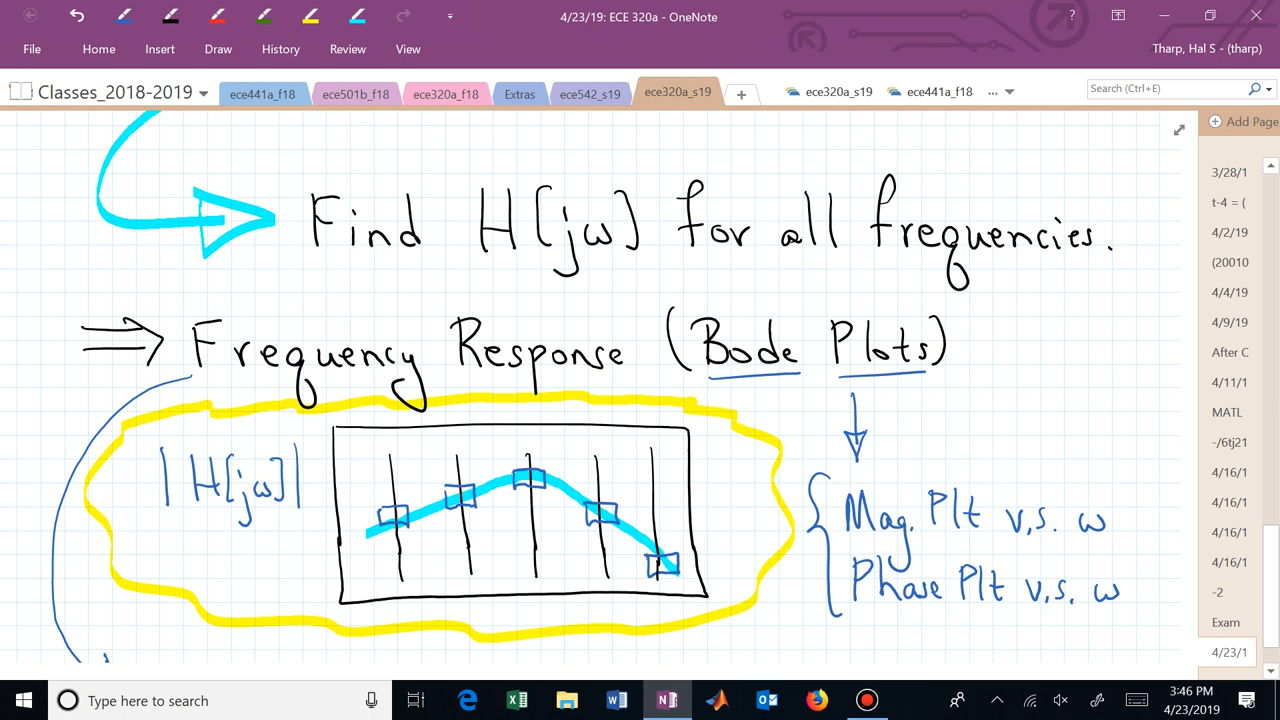 4/23/19: ECE 320a - OneNote
?
File Home Insert Draw History Review View
Tharp, Hal S - (tharp)
Classes_2018-2019
ece441a_f18 ece501b_f18 ece320a_f18 Extras ece542_s19 ece320a_s19 + ece320a_s19 ece441a_f18 ...
Search (Ctrl+E)
Add Page
3/28/1
t-4 = (
4/2/19
(20010
4/4/19
4/9/19
After C
4/11/1
MATL
-/6tj21
4/16/1
4/16/1
4/16/1
4/16/1
-2
Exam
4/23/1
Find H[jω] for all frequencies.
⇒ Frequency Response (Bode Plots)
|H[jω]|
Mag. Plt v.s. ω
Phase Plt v.s. ω
Type here to search
3:46 PM
4/23/2019